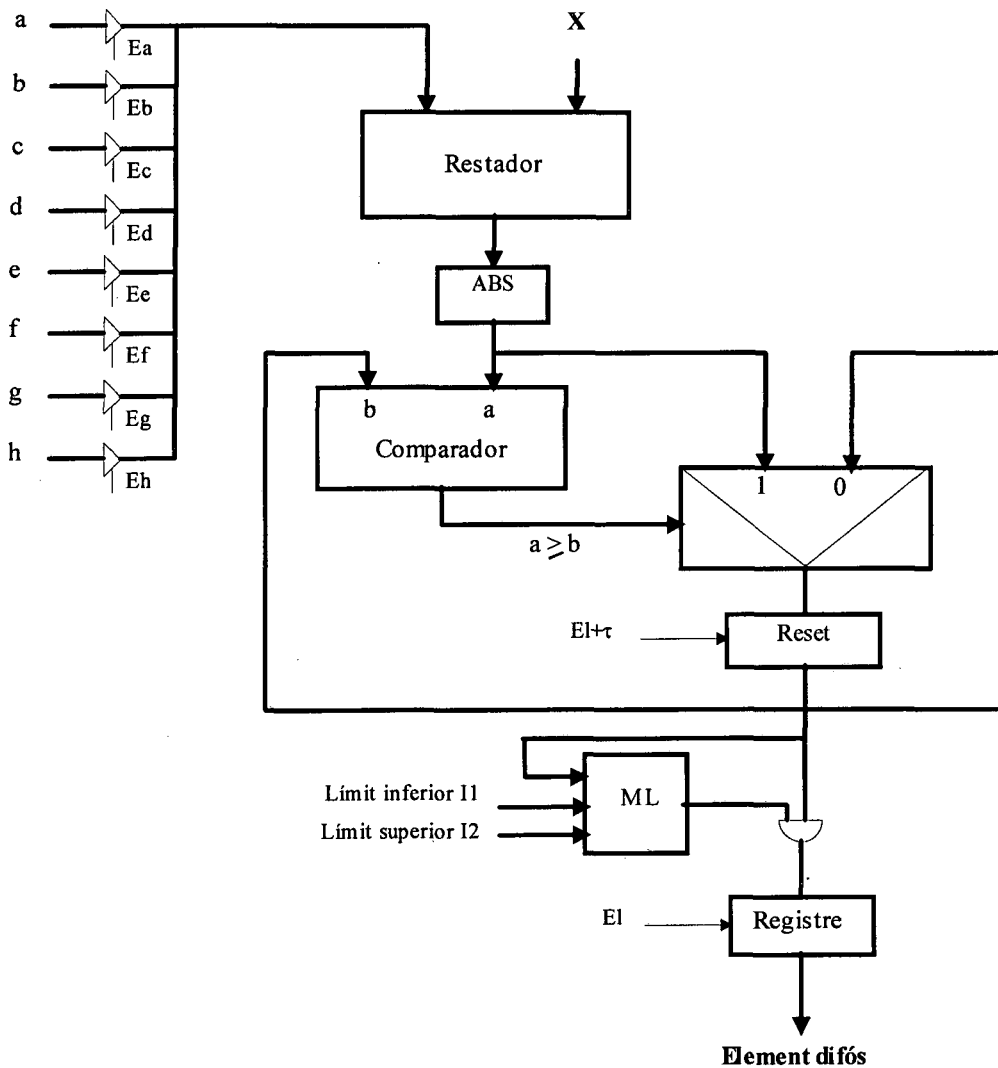 a
Ea
X
b
Eb
c
Ec
Restador
d
Ed
e
Ee
ABS
f
Ef
g
Eg
b
a
h
Eh
Comparador
1
0
a ≥ b
El+τ
Reset
Límit inferior I1
ML
Límit superior I2
El
Registre
Element difós